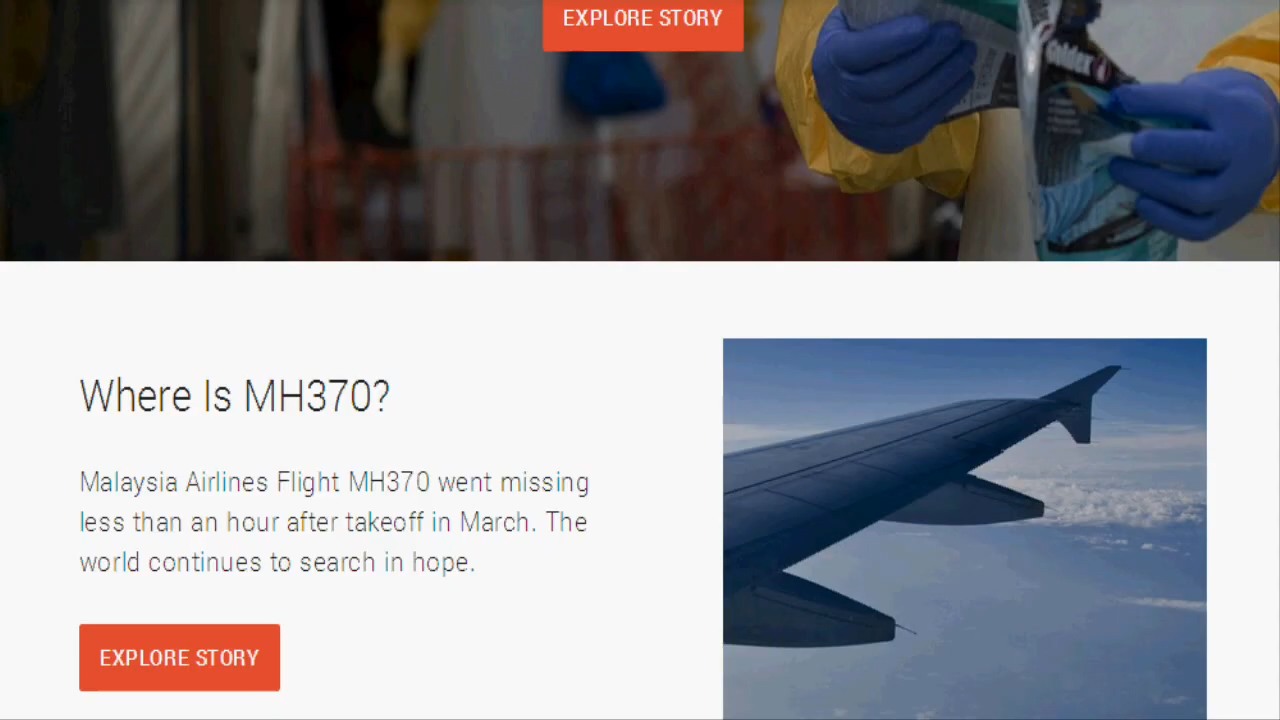 EXPLORE STORY
Where Is MH370?
Malaysia Airlines Flight MH370 went missing
less than an hour after takeoff in March. The
world continues to search in hope.
EXPLORE STORY